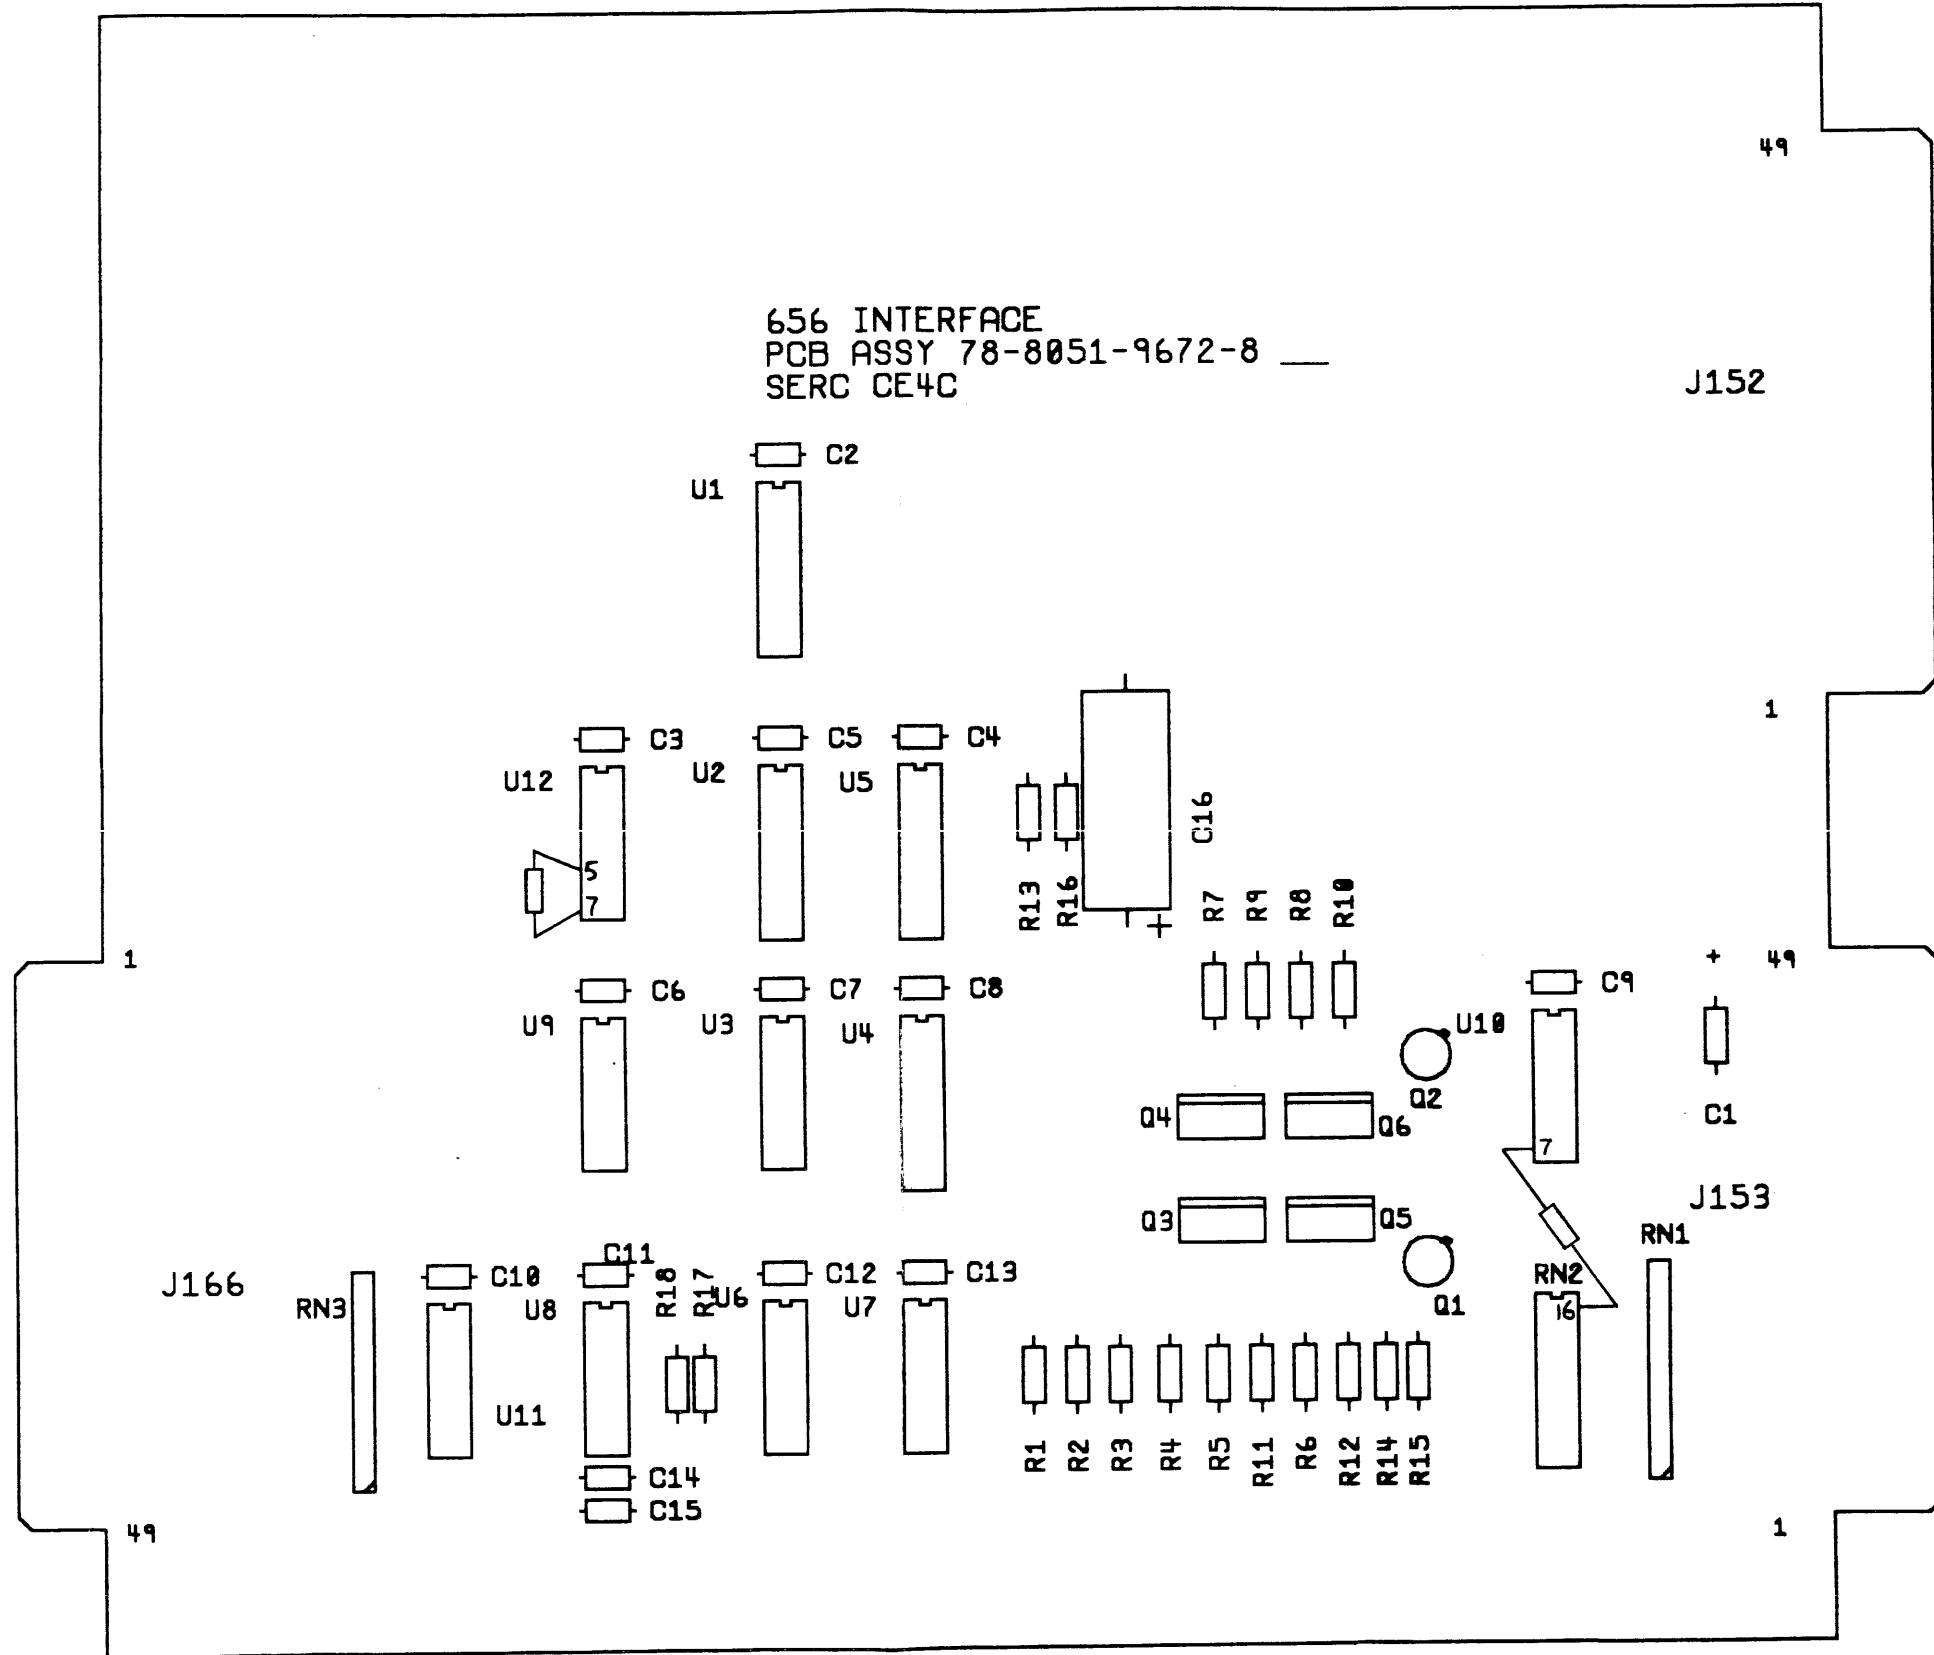 49
656 INTERFACE
PCB ASSY 78-8051-9672-8 __
SERC CE4C
J152
C2
U1
1
C3
C5
C4
U12
U2
U5
C16
5
7
R13
R16
R7
R9
R8
R10
1
+
+
49
C6
C7
C8
C9
U9
U3
U4
U10
Q2
Q4
Q6
C1
7
J153
Q3
Q5
RN1
C11
J166
C10
R18
R17
C12
C13
RN2
RN3
U8
U6
U7
Q1
16
U11
R1
R2
R3
R4
R5
R11
R6
R12
R14
R15
C14
C15
49
1